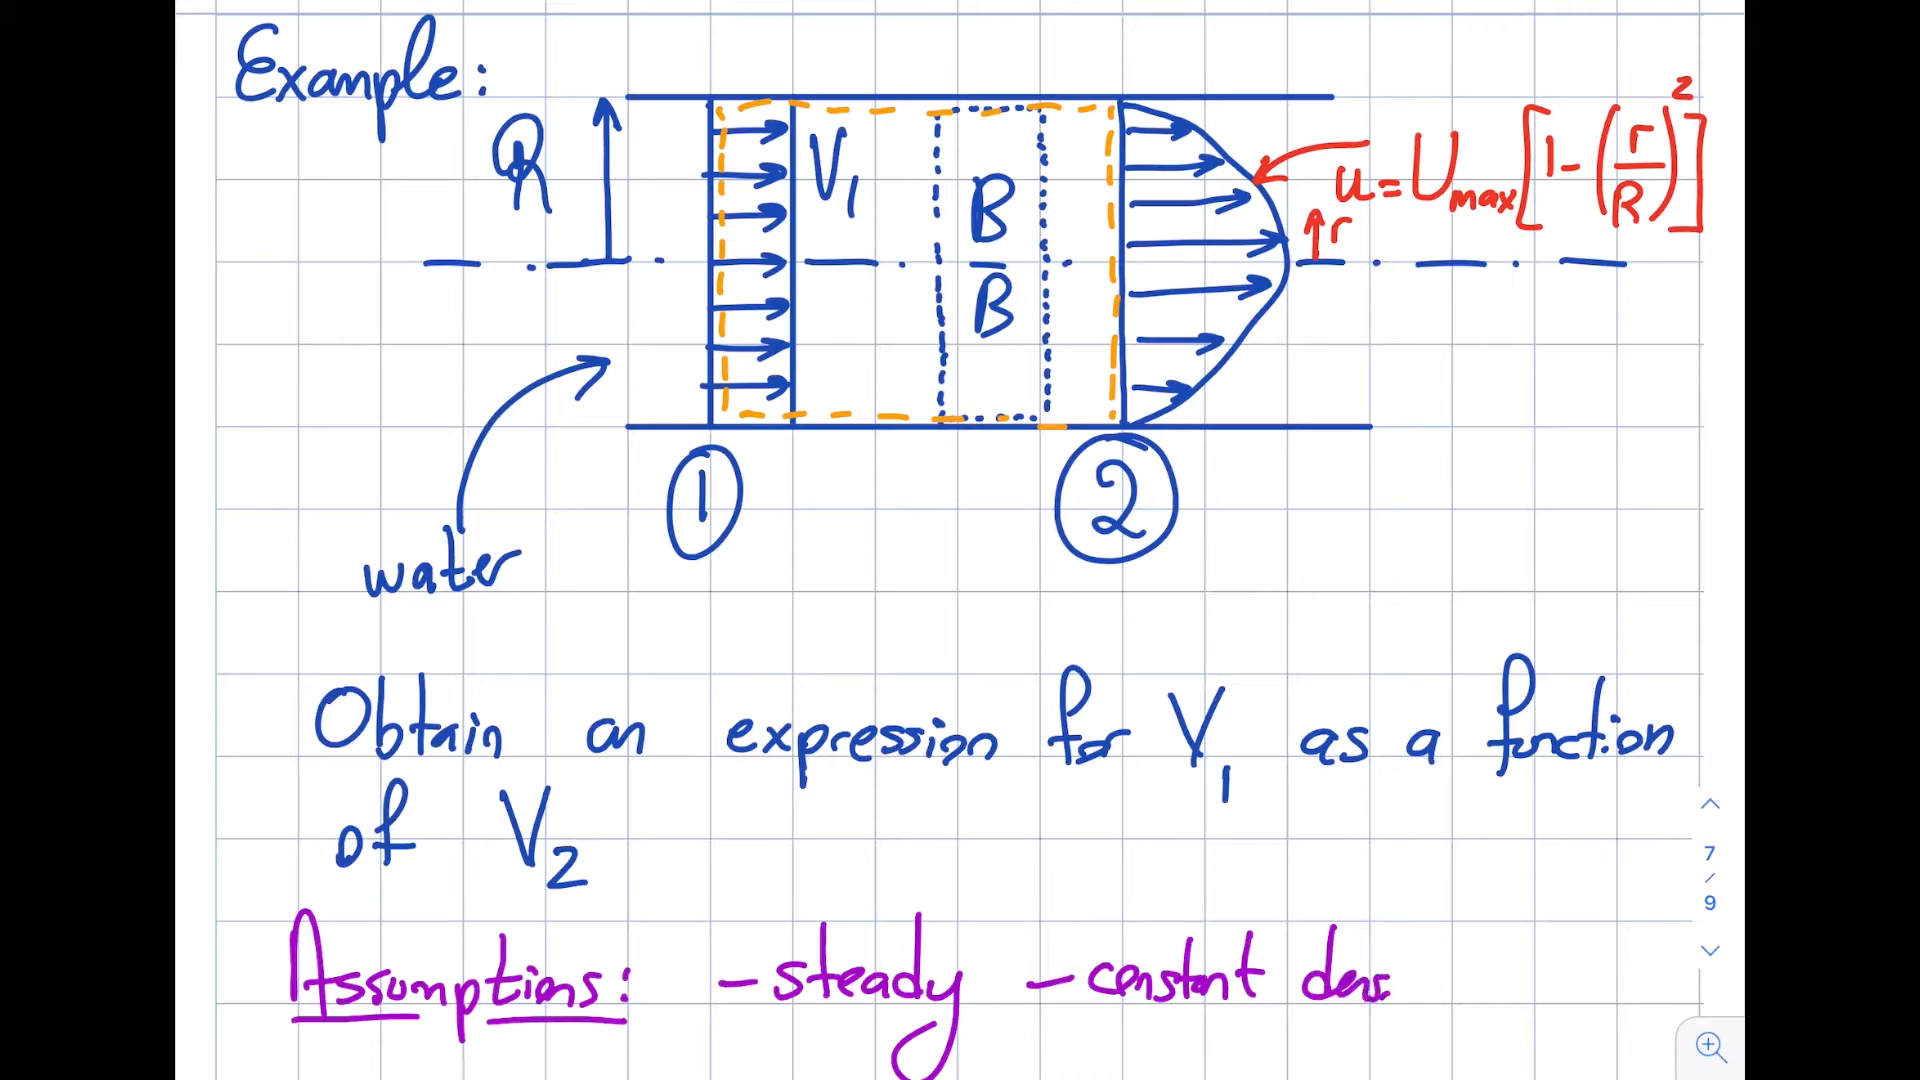 Example:
R
V₁
B
B
u = Umax[1-(r/R)²]
r
1
2
water
Obtain an expression for V₁ as a function
of V₂
7
/
9
Assumptions: - steady - constant dens